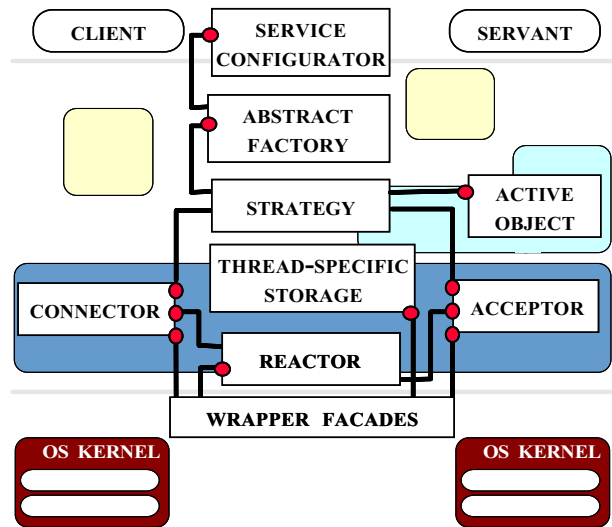 CLIENT
SERVICE
CONFIGURATOR
SERVANT
ABSTRACT
FACTORY
STRATEGY
ACTIVE
OBJECT
THREAD-SPECIFIC
STORAGE
CONNECTOR
ACCEPTOR
REACTOR
WRAPPER FACADES
OS KERNEL
OS KERNEL